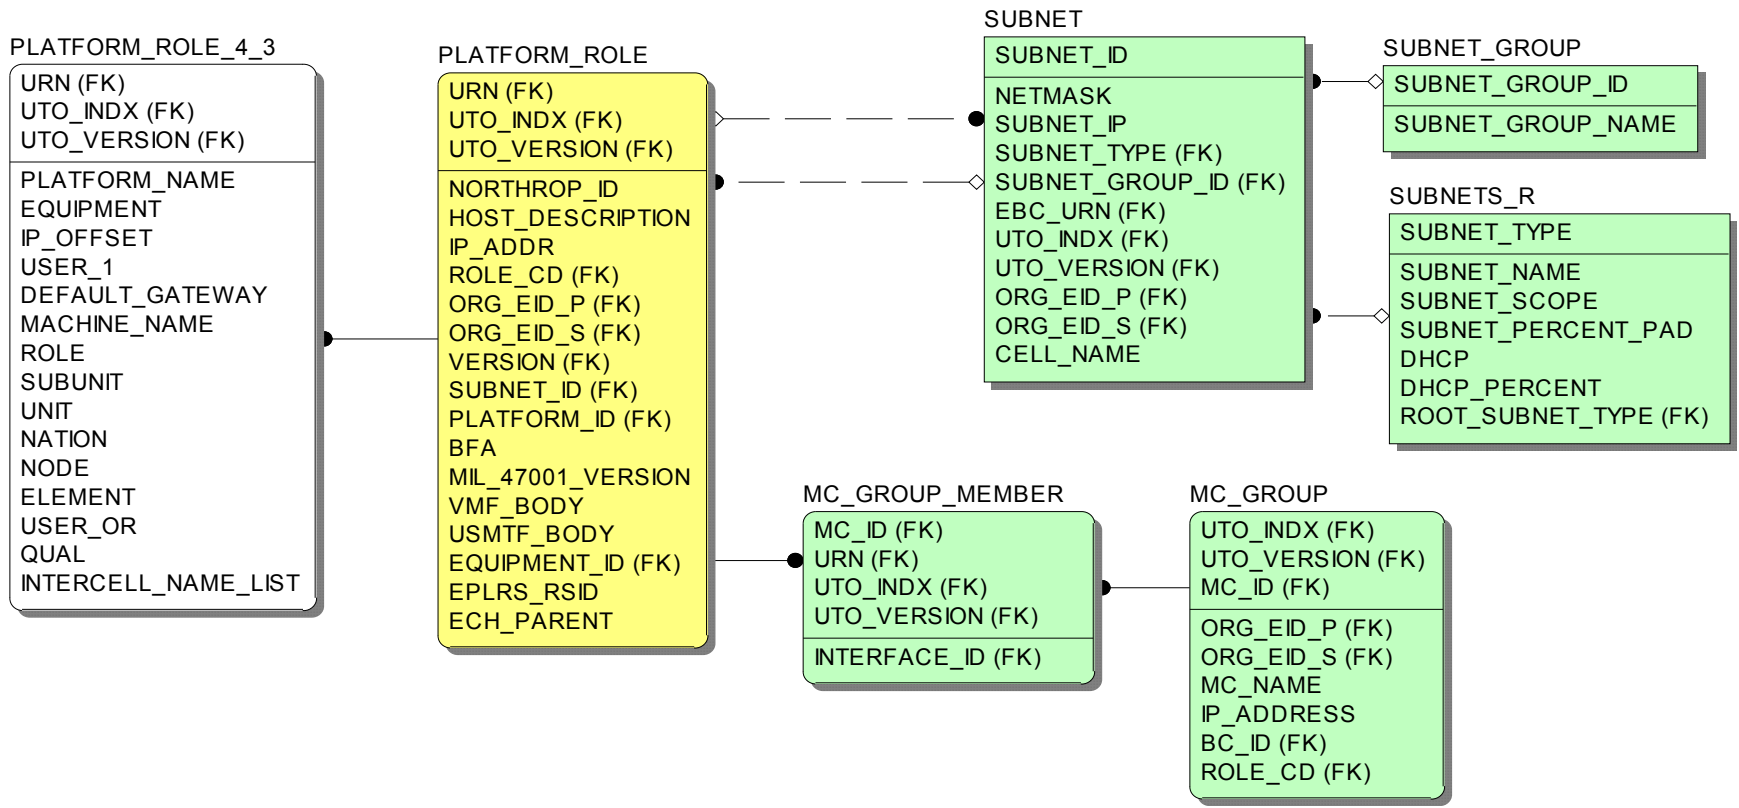 PLATFORM_ROLE_4_3
URN (FK)
UTO_INDX (FK)
UTO_VERSION (FK)
PLATFORM_NAME
EQUIPMENT
IP_OFFSET
USER_1
DEFAULT_GATEWAY
MACHINE_NAME
ROLE
SUBUNIT
UNIT
NATION
NODE
ELEMENT
USER_OR
QUAL
INTERCELL_NAME_LIST
PLATFORM_ROLE
URN (FK)
UTO_INDX (FK)
UTO_VERSION (FK)
NORTHROP_ID
HOST_DESCRIPTION
IP_ADDR
ROLE_CD (FK)
ORG_EID_P (FK)
ORG_EID_S (FK)
VERSION (FK)
SUBNET_ID (FK)
PLATFORM_ID (FK)
BFA
MIL_47001_VERSION
VMF_BODY
USMTF_BODY
EQUIPMENT_ID (FK)
EPLRS_RSID
ECH_PARENT
SUBNET
SUBNET_ID
NETMASK
SUBNET_IP
SUBNET_TYPE (FK)
SUBNET_GROUP_ID (FK)
EBC_URN (FK)
UTO_INDX (FK)
UTO_VERSION (FK)
ORG_EID_P (FK)
ORG_EID_S (FK)
CELL_NAME
SUBNET_GROUP
SUBNET_GROUP_ID
SUBNET_GROUP_NAME
SUBNETS_R
SUBNET_TYPE
SUBNET_NAME
SUBNET_SCOPE
SUBNET_PERCENT_PAD
DHCP
DHCP_PERCENT
ROOT_SUBNET_TYPE (FK)
MC_GROUP_MEMBER
MC_ID (FK)
URN (FK)
UTO_INDX (FK)
UTO_VERSION (FK)
INTERFACE_ID (FK)
MC_GROUP
UTO_INDX (FK)
UTO_VERSION (FK)
MC_ID (FK)
ORG_EID_P (FK)
ORG_EID_S (FK)
MC_NAME
IP_ADDRESS
BC_ID (FK)
ROLE_CD (FK)